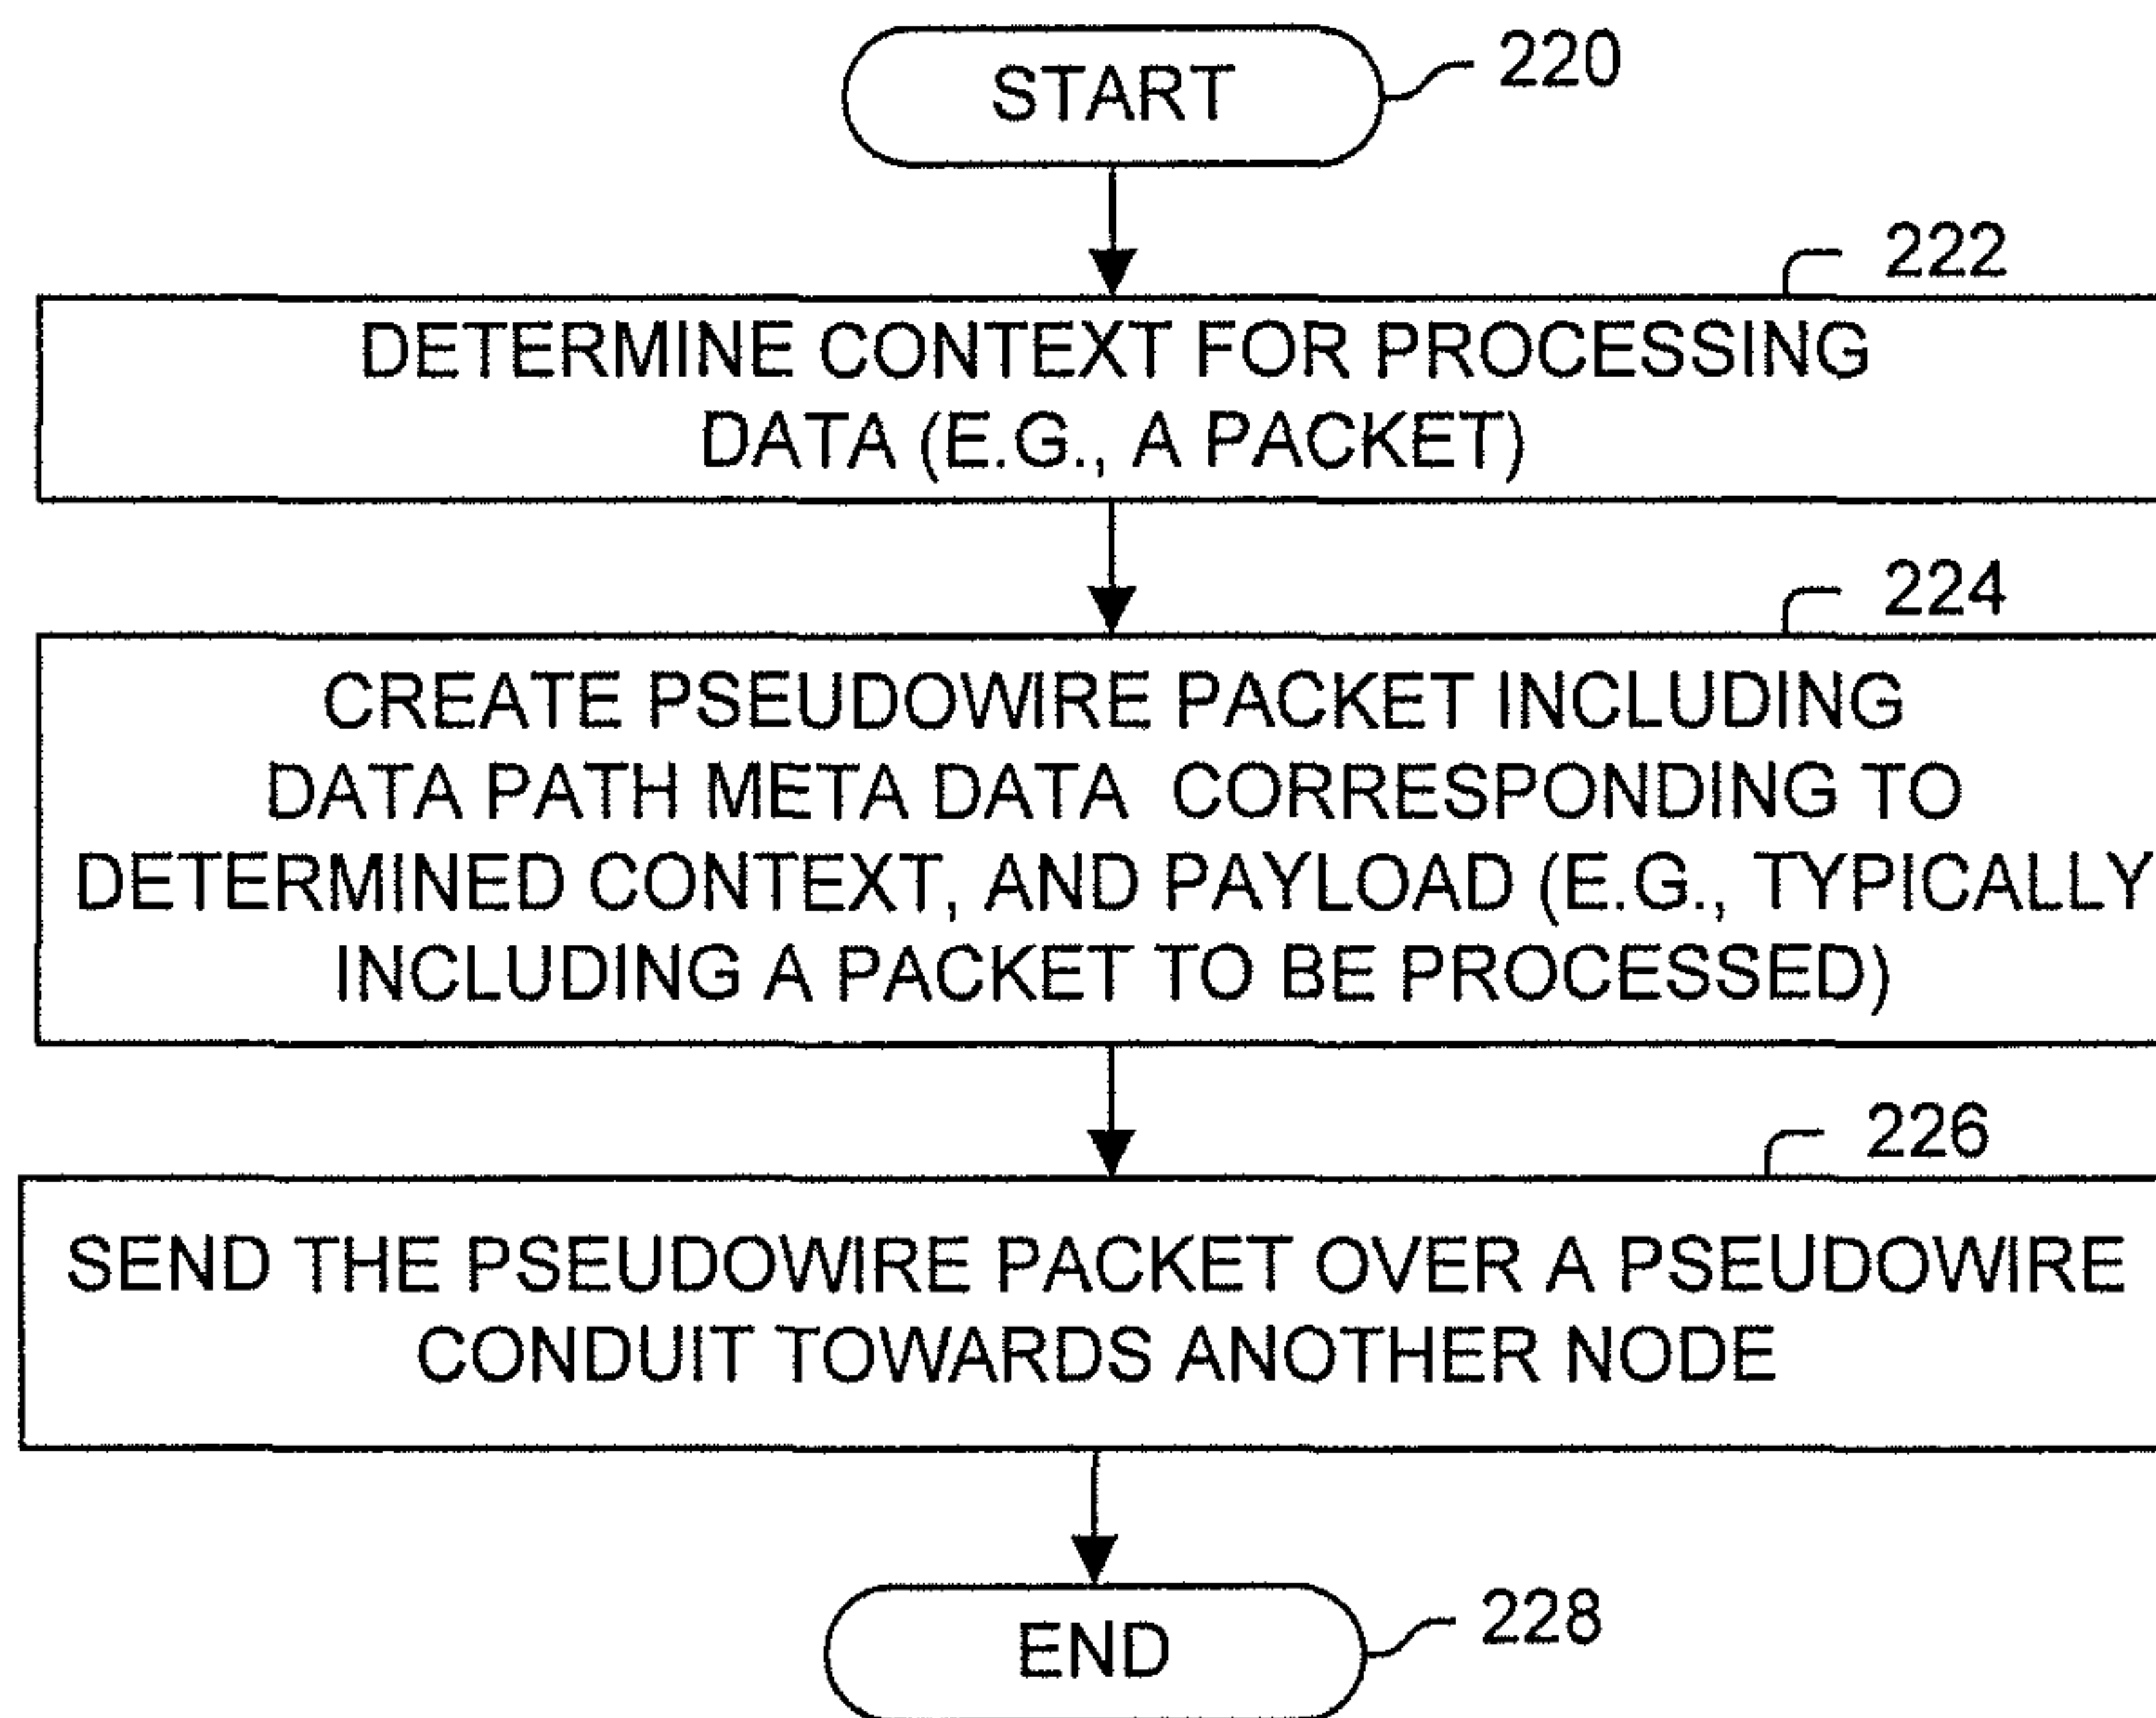 START
220
222
DETERMINE CONTEXT FOR PROCESSING
DATA (E.G., A PACKET)
224
CREATE PSEUDOWIRE PACKET INCLUDING
DATA PATH META DATA CORRESPONDING TO
DETERMINED CONTEXT, AND PAYLOAD (E.G., TYPICALLY
INCLUDING A PACKET TO BE PROCESSED)
226
SEND THE PSEUDOWIRE PACKET OVER A PSEUDOWIRE
CONDUIT TOWARDS ANOTHER NODE
END
228